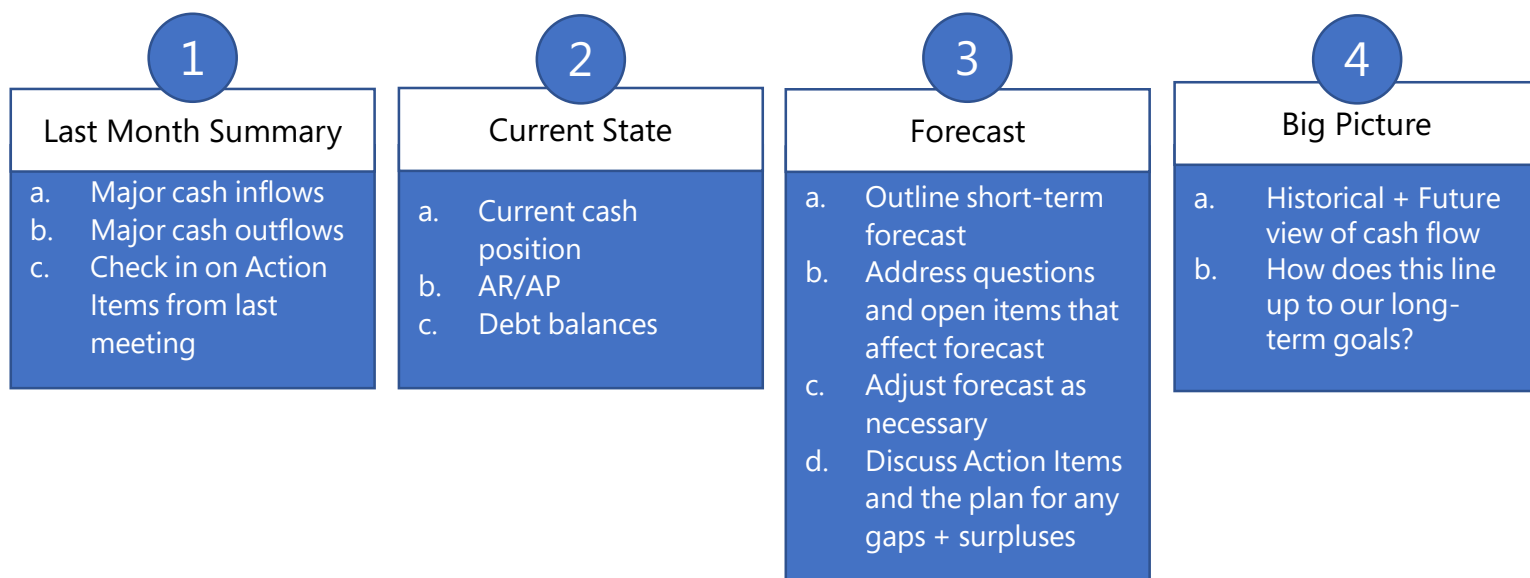 1
Last Month Summary
a. Major cash inflows
b. Major cash outflows
c. Check in on Action
Items from last
meeting
2
Current State
a. Current cash
position
b. AR/AP
c. Debt balances
3
Forecast
a. Outline short-term
forecast
b. Address questions
and open items that
affect forecast
c. Adjust forecast as
necessary
d. Discuss Action Items
and the plan for any
gaps + surpluses
4
Big Picture
a. Historical + Future
view of cash flow
b. How does this line
up to our long-
term goals?